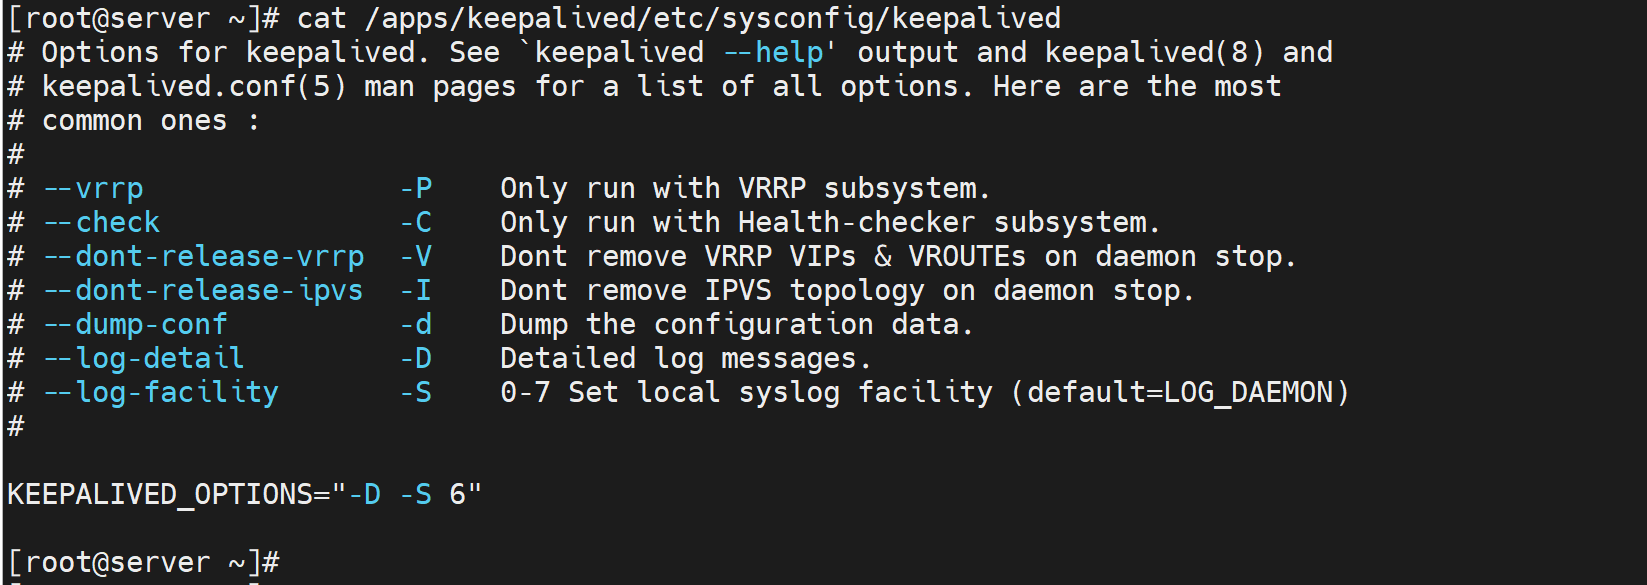 [root@server ~]# cat /apps/keepalived/etc/sysconfig/keepalived
# Options for keepalived. See `keepalived --help' output and keepalived(8) and
# keepalived.conf(5) man pages for a list of all options. Here are the most
# common ones :
#
# --vrrp               -P    Only run with VRRP subsystem.
# --check              -C    Only run with Health-checker subsystem.
# --dont-release-vrrp  -V    Dont remove VRRP VIPs & VROUTEs on daemon stop.
# --dont-release-ipvs  -I    Dont remove IPVS topology on daemon stop.
# --dump-conf          -d    Dump the configuration data.
# --log-detail         -D    Detailed log messages.
# --log-facility       -S    0-7 Set local syslog facility (default=LOG_DAEMON)
#
KEEPALIVED_OPTIONS="-D -S 6"
[root@server ~]#